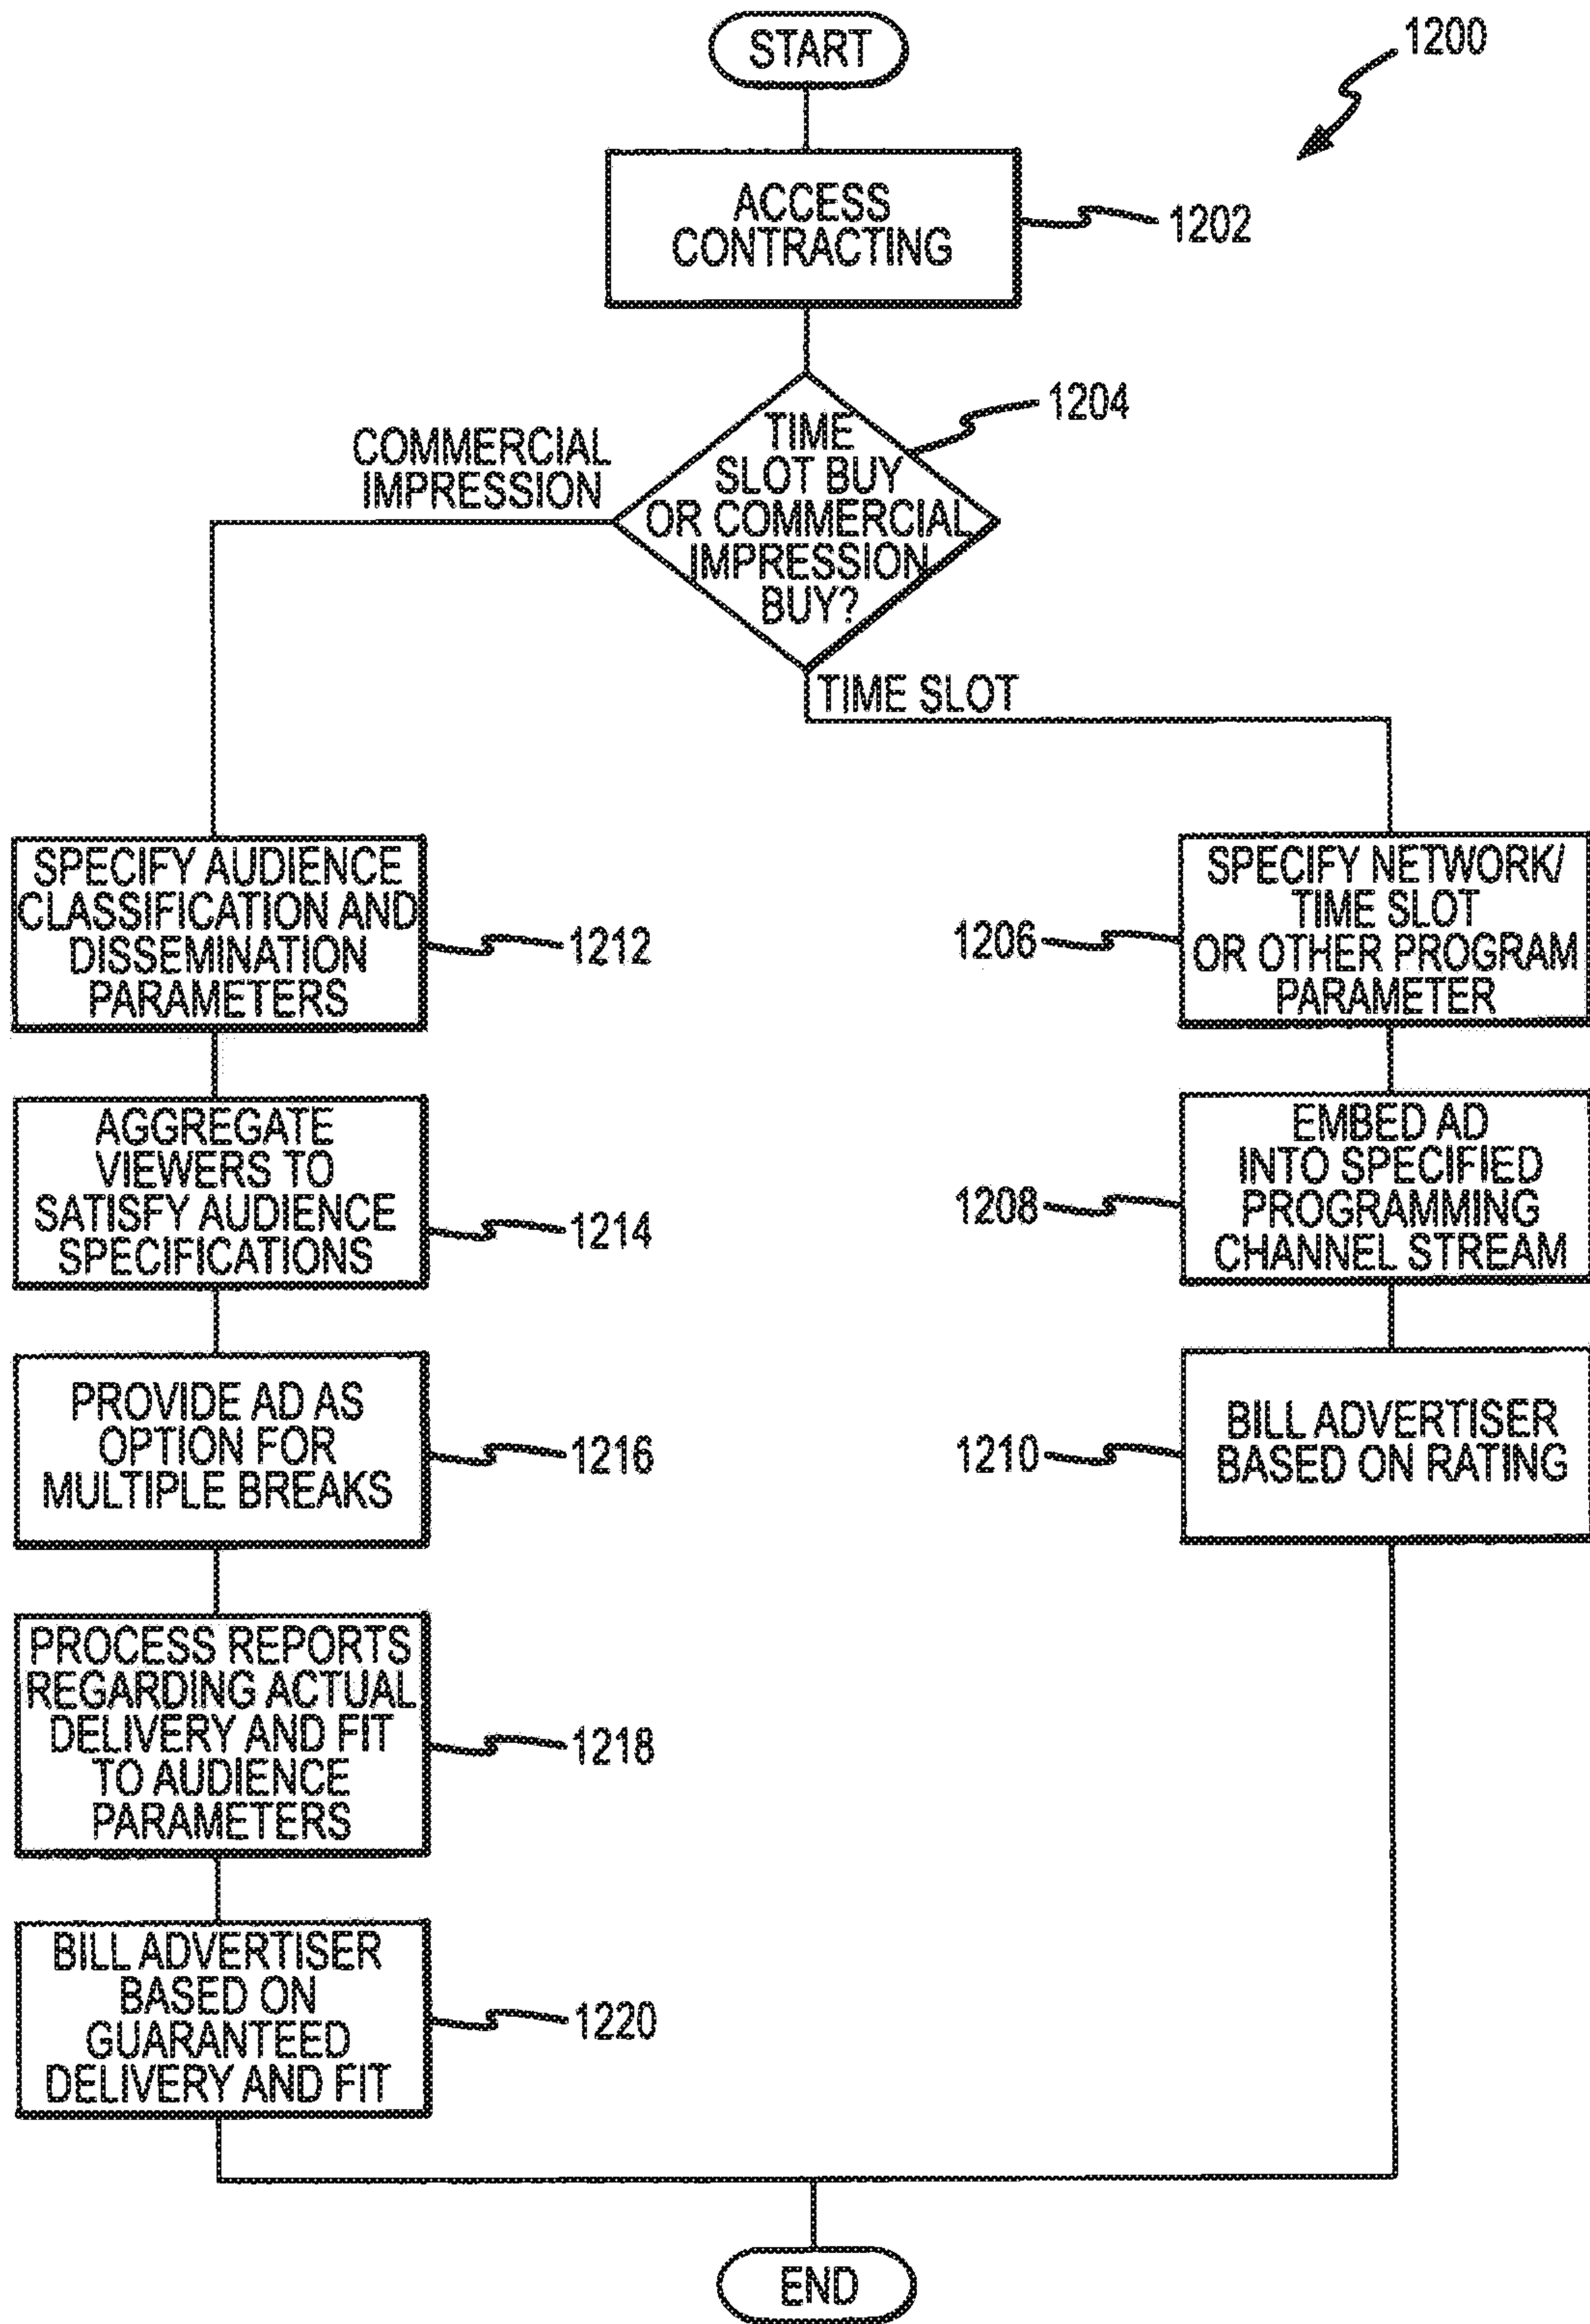 START
1200
ACCESS
CONTRACTING
1202
TIME
SLOT BUY
OR COMMERCIAL
IMPRESSION
BUY?
1204
COMMERCIAL
IMPRESSION
TIME SLOT
SPECIFY AUDIENCE
CLASSIFICATION AND
DISSEMINATION
PARAMETERS
1212
1206
SPECIFY NETWORK/
TIME SLOT
OR OTHER PROGRAM
PARAMETER
AGGREGATE
VIEWERS TO
SATISFY AUDIENCE
SPECIFICATIONS
1214
1208
EMBED AD
INTO SPECIFIED
PROGRAMMING
CHANNEL STREAM
PROVIDE AD AS
OPTION FOR
MULTIPLE BREAKS
1216
1210
BILL ADVERTISER
BASED ON RATING
PROCESS REPORTS
REGARDING ACTUAL
DELIVERY AND FIT
TO AUDIENCE
PARAMETERS
1218
BILL ADVERTISER
BASED ON
GUARANTEED
DELIVERY AND FIT
1220
END